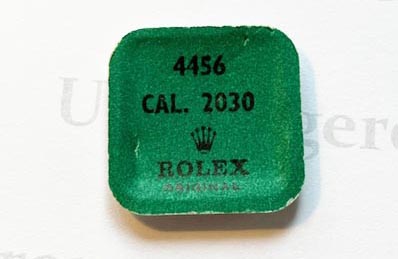 4456
CAL. 2030
ROLEX
ORIGINAL